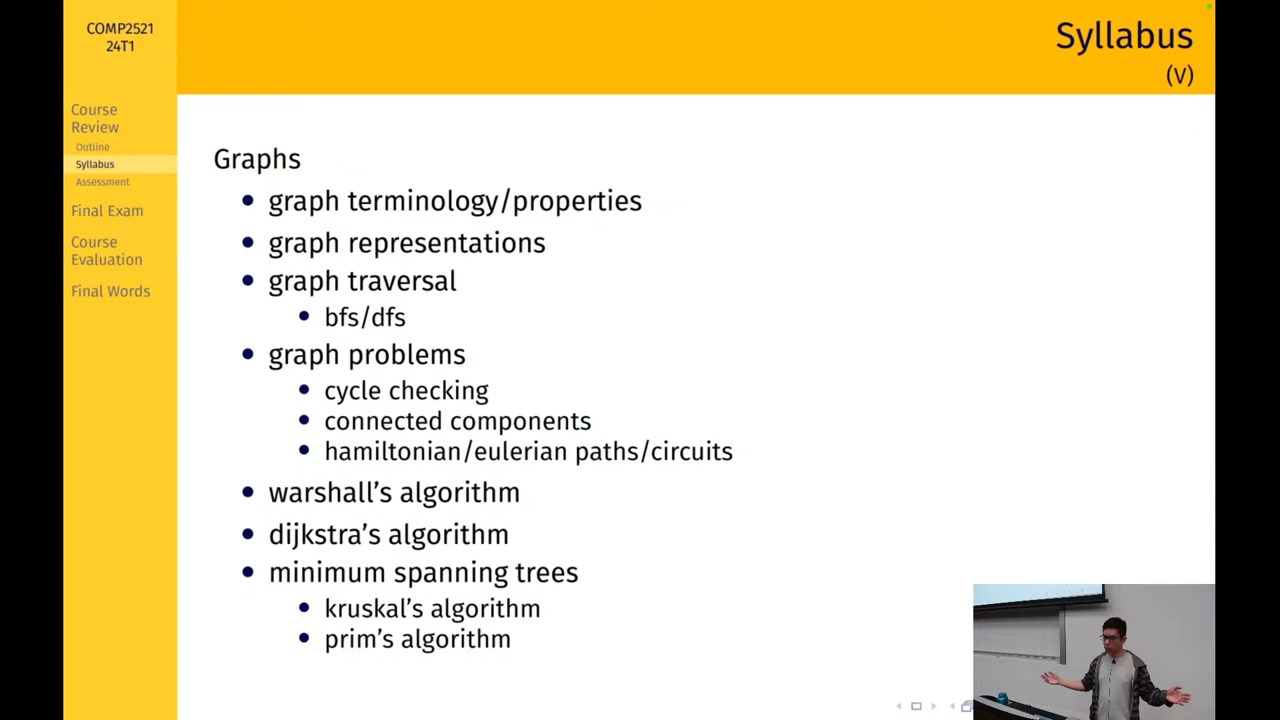 COMP2521
24T1
Syllabus
(V)
Course
Review
Outline
Syllabus
Assessment
Final Exam
Course
Evaluation
Final Words
Graphs
• graph terminology/properties
• graph representations
• graph traversal
• bfs/dfs
• graph problems
• cycle checking
• connected components
• hamiltonian/eulerian paths/circuits
• warshall's algorithm
• dijkstra's algorithm
• minimum spanning trees
• kruskal's algorithm
• prim's algorithm